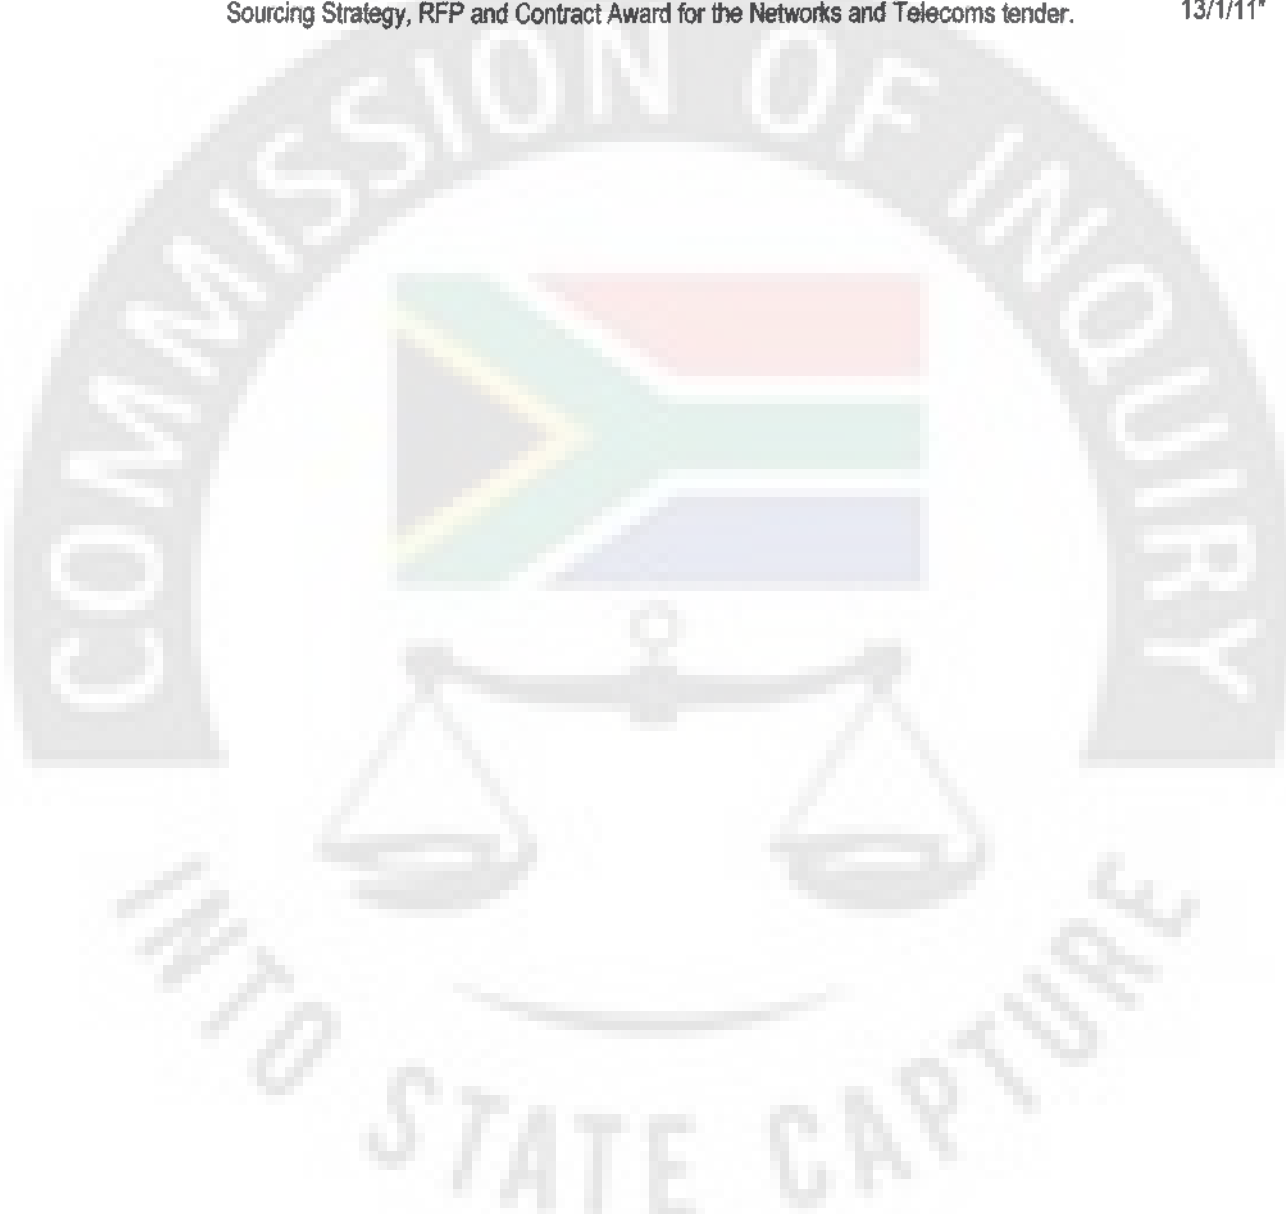 Sourcing Strategy, RFP and Contract Award for the Networks and Telecoms tender. 13/1/11"
COMMISSION OF INQUIRY
INTO STATE CAPTURE